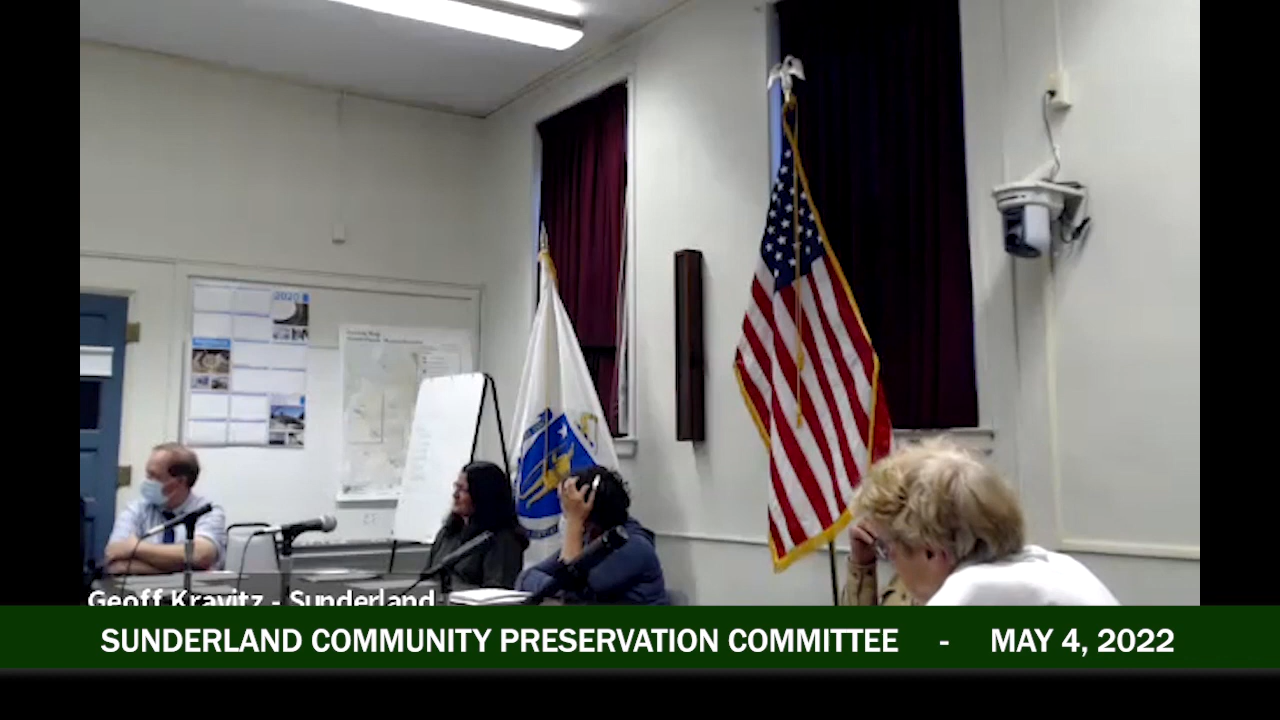 2020
Geoff Kravitz - Sunderland
SUNDERLAND COMMUNITY PRESERVATION COMMITTEE - MAY 4, 2022